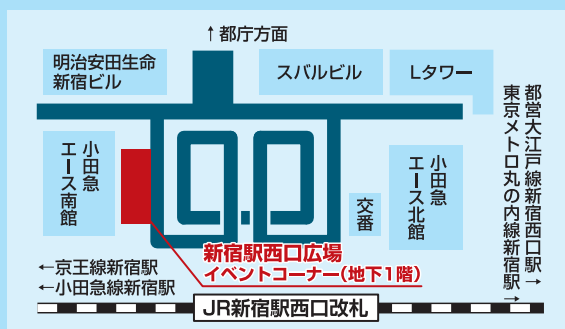 ↑都庁方面
明治安田生命
新宿ビル
スバルビル
Lタワー
小田急
エース南館
交番
小田急
エース北館
都営大江戸線新宿西口駅→
東京メトロ丸の内線新宿駅→
新宿駅西口広場
イベントコーナー(地下1階)
←京王線新宿駅
←小田急線新宿駅
JR新宿駅西口改札